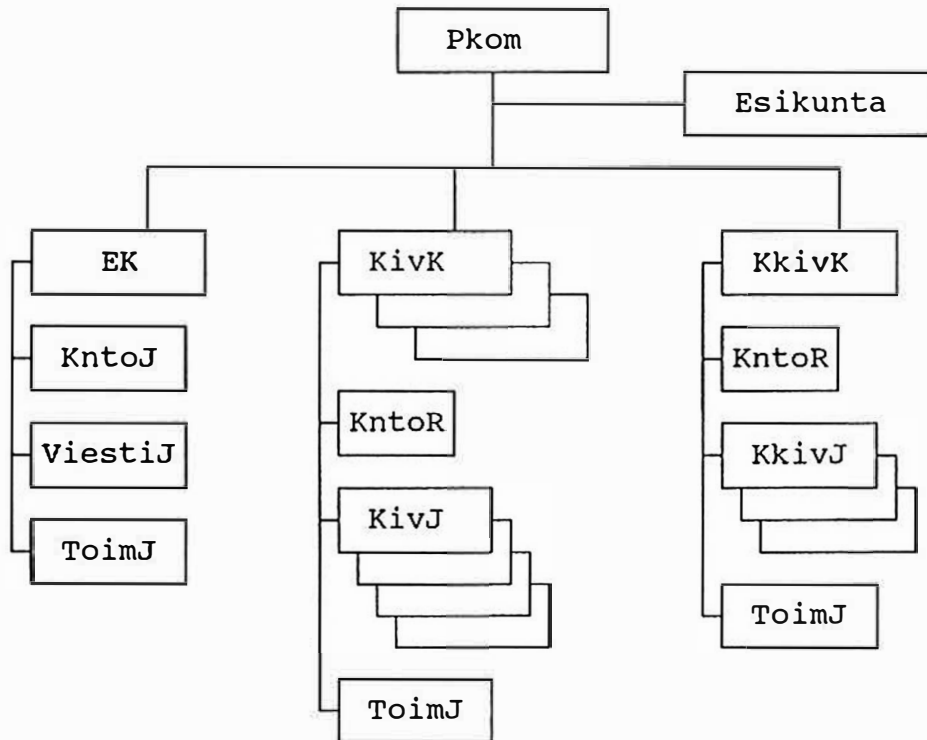 Pkom
Esikunta
EK
KivK
KkivK
KntoJ
KntoR
KntoR
ViestiJ
KivJ
KkivJ
ToimJ
ToimJ
ToimJ